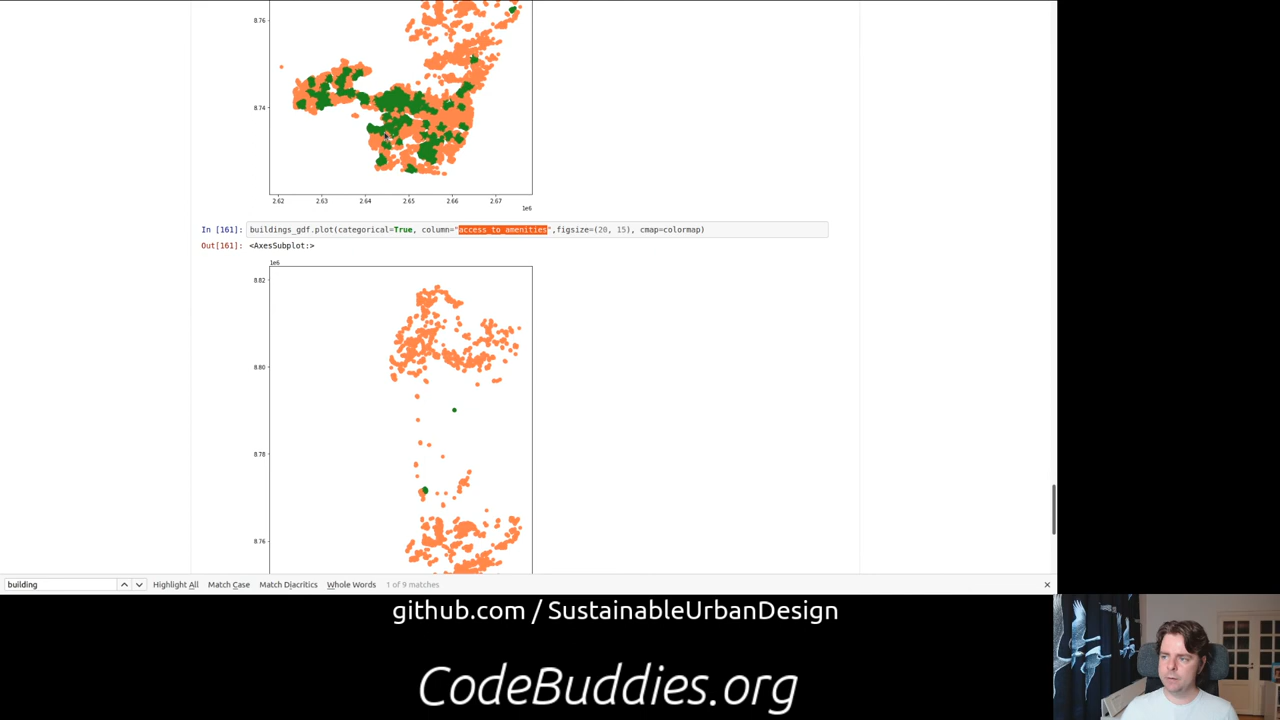 8.76
8.74
2.62 2.63 2.64 2.65 2.66 2.67
1e6
In [161]: buildings_gdf.plot(categorical=True, column="access_to_amenities",figsize=(20, 15), cmap=colormap)
Out[161]: <AxesSubplot:>
1e6
8.82
8.80
8.78
8.76
building Highlight All Match Case Match Diacritics Whole Words 1 of 9 matches
github.com / SustainableUrbanDesign
CodeBuddies.org